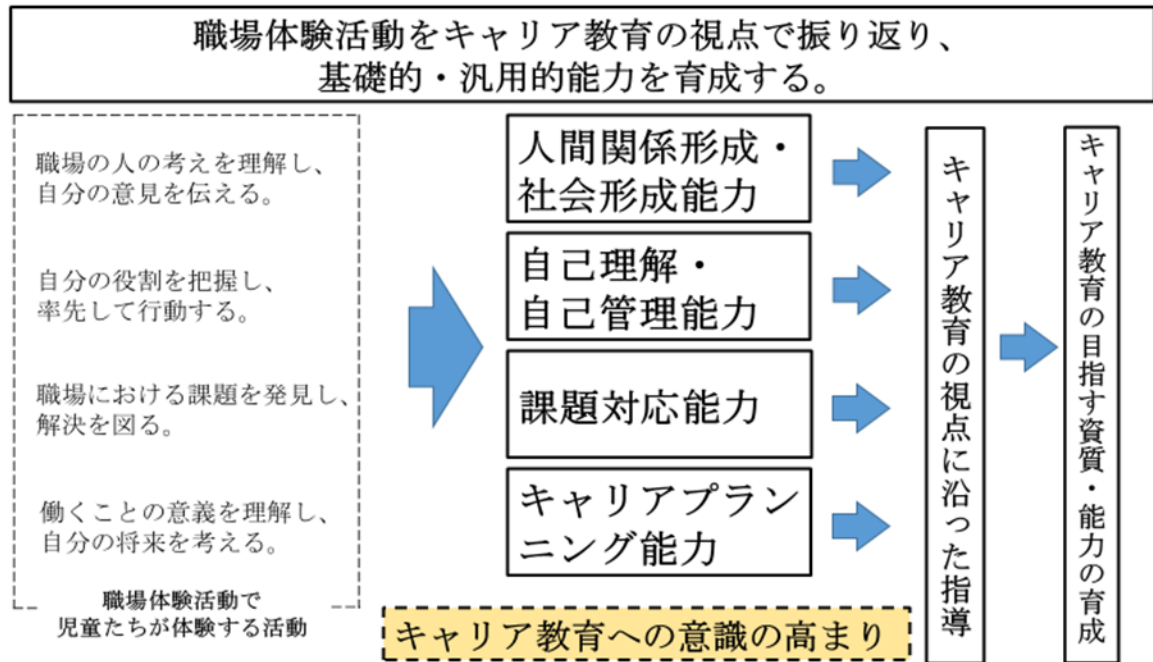 職場体験活動をキャリア教育の視点で振り返り、
基礎的・汎用的能力を育成する。
職場の人の考えを理解し、
自分の意見を伝える。
自分の役割を把握し、
率先して行動する。
職場における課題を発見し、
解決を図る。
働くことの意義を理解し、
自分の将来を考える。
職場体験活動で
児童たちが体験する活動
人間関係形成・
社会形成能力
自己理解・
自己管理能力
課題対応能力
キャリアプラン
ニング能力
キャリア教育への意識の高まり
キャリア教育の視点に沿った指導
キャリア教育の目指す資質・能力の育成